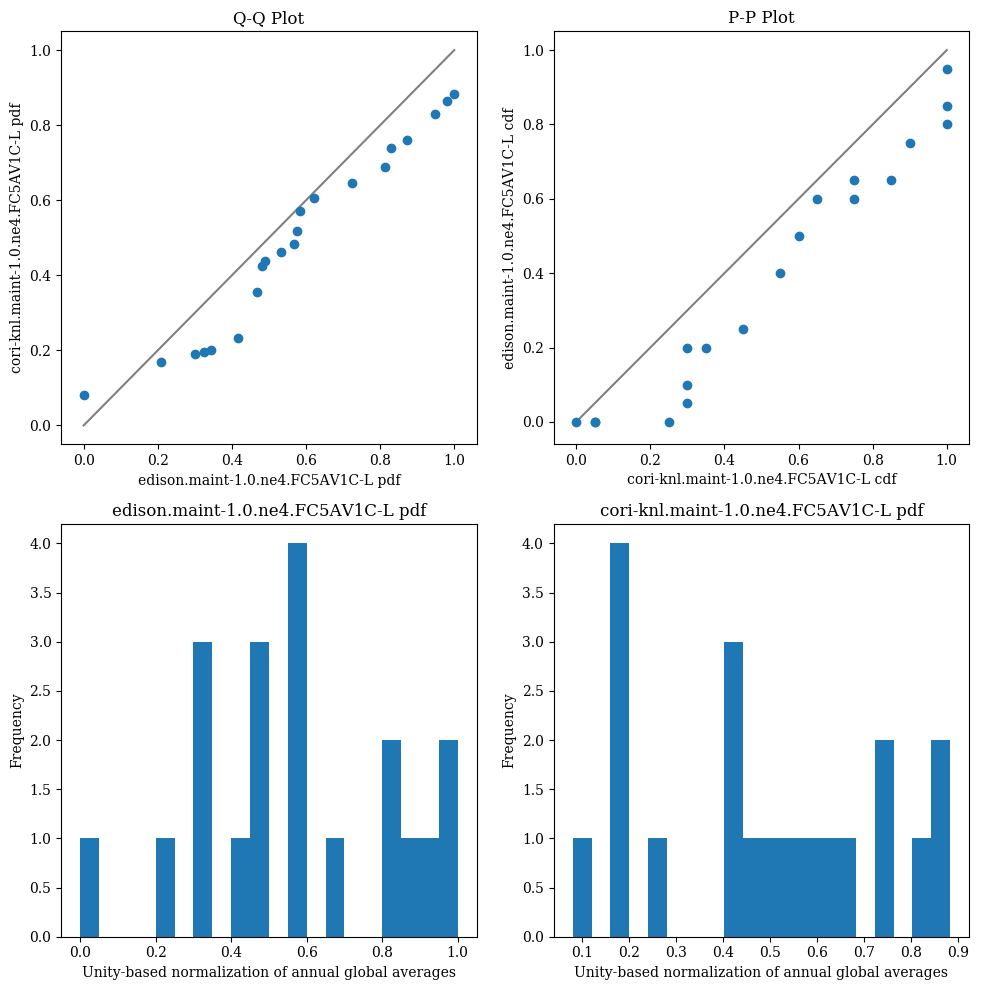 Q-Q Plot
1.0
0.8
0.6
0.4
0.2
0.0
cori-knl.maint-1.0.ne4.FC5AV1C-L pdf
0.0 0.2 0.4 0.6 0.8 1.0
edison.maint-1.0.ne4.FC5AV1C-L pdf
P-P Plot
1.0
0.8
0.6
0.4
0.2
0.0
edison.maint-1.0.ne4.FC5AV1C-L cdf
0.0 0.2 0.4 0.6 0.8 1.0
cori-knl.maint-1.0.ne4.FC5AV1C-L cdf
edison.maint-1.0.ne4.FC5AV1C-L pdf
4.0
3.5
3.0
2.5
2.0
1.5
1.0
0.5
0.0
Frequency
0.0 0.2 0.4 0.6 0.8 1.0
Unity-based normalization of annual global averages
cori-knl.maint-1.0.ne4.FC5AV1C-L pdf
4.0
3.5
3.0
2.5
2.0
1.5
1.0
0.5
0.0
Frequency
0.1 0.2 0.3 0.4 0.5 0.6 0.7 0.8 0.9
Unity-based normalization of annual global averages